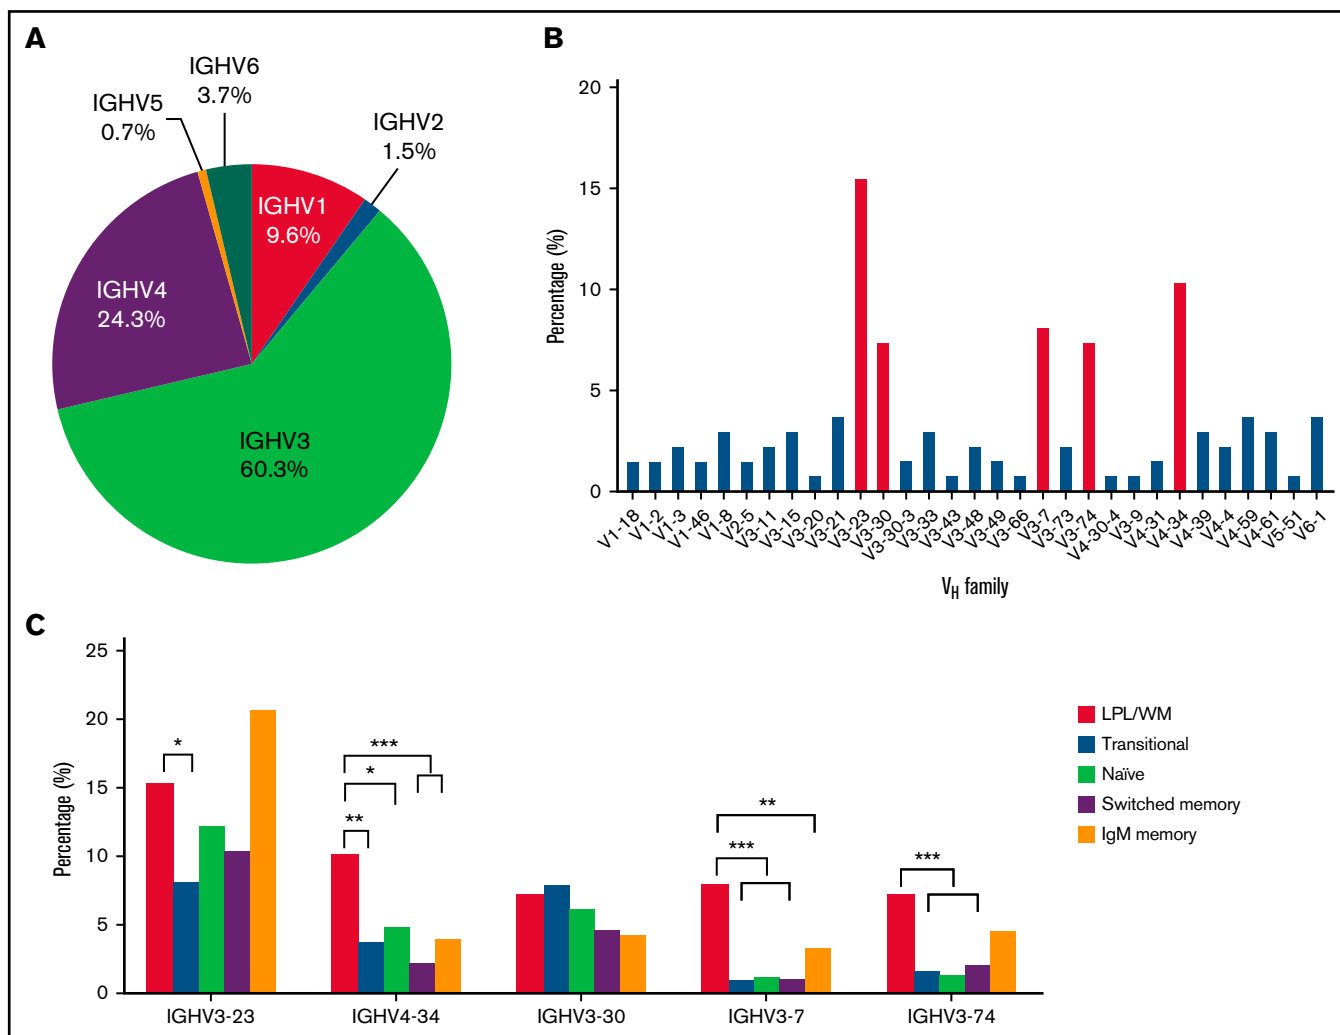 A
IGHV6
3.7%
IGHV5
0.7%
IGHV2
1.5%
IGHV1
9.6%
IGHV4
24.3%
IGHV3
60.3%
B
Percentage (%)
20
15
10
5
0
V1-18
V1-2
V1-3
V1-46
V1-8
V2-5
V3-11
V3-15
V3-20
V3-21
V3-23
V3-30
V3-30-3
V3-33
V3-43
V3-48
V3-49
V3-66
V3-7
V3-73
V3-74
V4-30-4
V3-9
V4-31
V4-34
V4-39
V4-4
V4-59
V4-61
V5-51
V6-1
VH family
C
Percentage (%)
25
20
15
10
5
0
*
***
*
**
**
***
***
IGHV3-23
IGHV4-34
IGHV3-30
IGHV3-7
IGHV3-74
LPL/WM
Transitional
Naïve
Switched memory
IgM memory